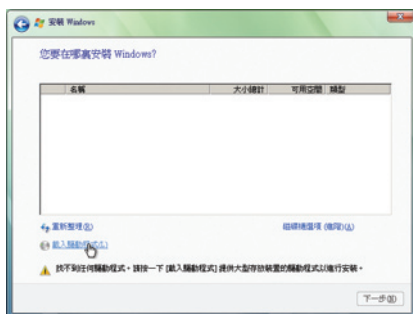 安裝 Windows
您要在哪裏安裝 Windows?
名稱 大小總計 可用空間 類型
重新整理(R) 磁碟機選項 (進階)(A)
載入驅動程式(L)
找不到任何驅動程式。請按一下 [載入驅動程式] 提供大型存放裝置的驅動程式以進行安裝。
下一步(N)